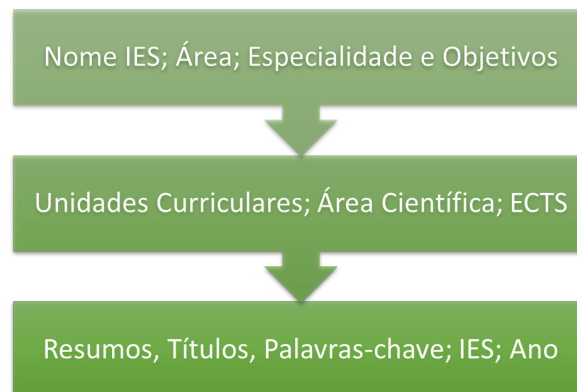 Nome IES; Área; Especialidade e Objetivos
Unidades Curriculares; Área Científica; ECTS
Resumos, Títulos, Palavras-chave; IES; Ano